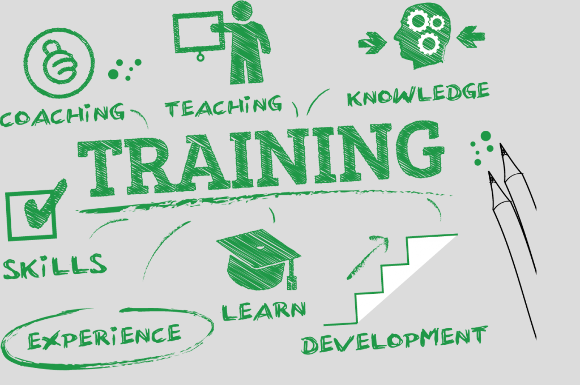 COACHiNG
TEACHiNG
KNOWLEDGE
TRAINING
SKiLLS
LEARN
EXPERiENCE
DEVELOPMENT